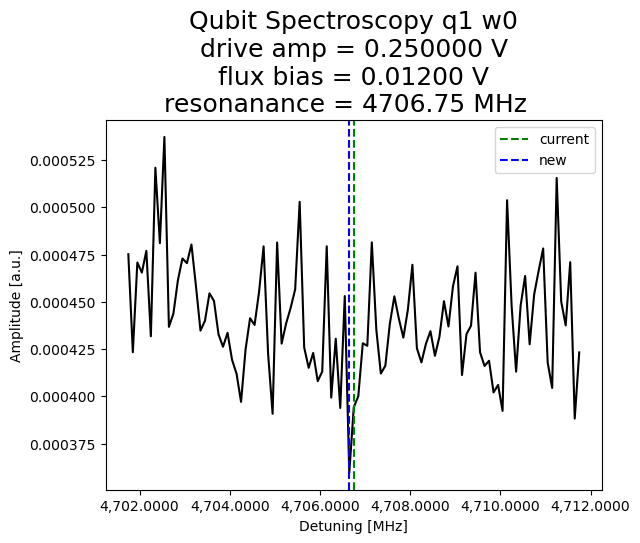 Qubit Spectroscopy q1 w0
drive amp = 0.250000 V
flux bias = 0.01200 V
resonanance = 4706.75 MHz
current
new
0.000525
0.000500
0.000475
0.000450
0.000425
0.000400
0.000375
Amplitude [a.u.]
4,702.0000 4,704.0000 4,706.0000 4,708.0000 4,710.0000 4,712.0000
Detuning [MHz]